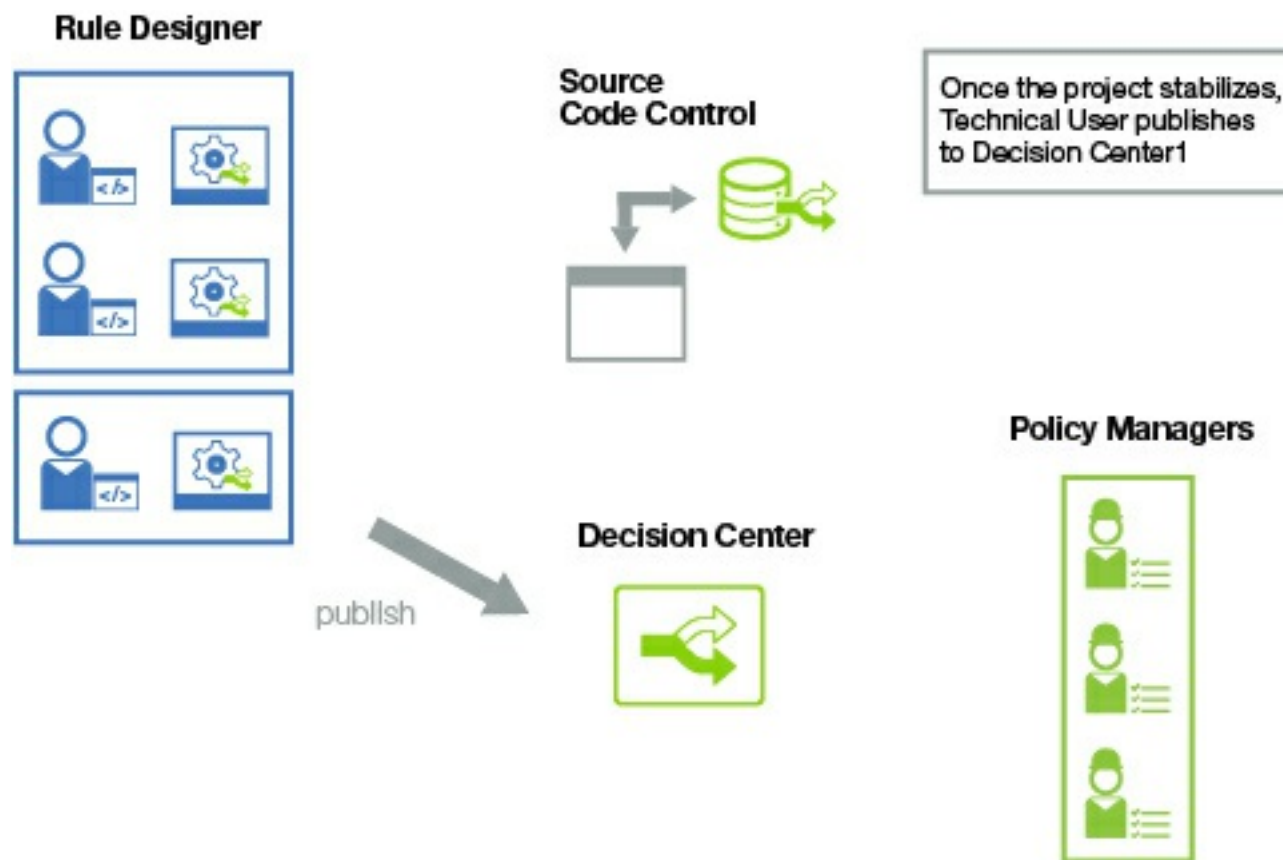 Rule Designer
Source
Code Control
Once the project stabilizes,
Technical User publishes
to Decision Center1
</>
</>
</>
Policy Managers
Decision Center
publish